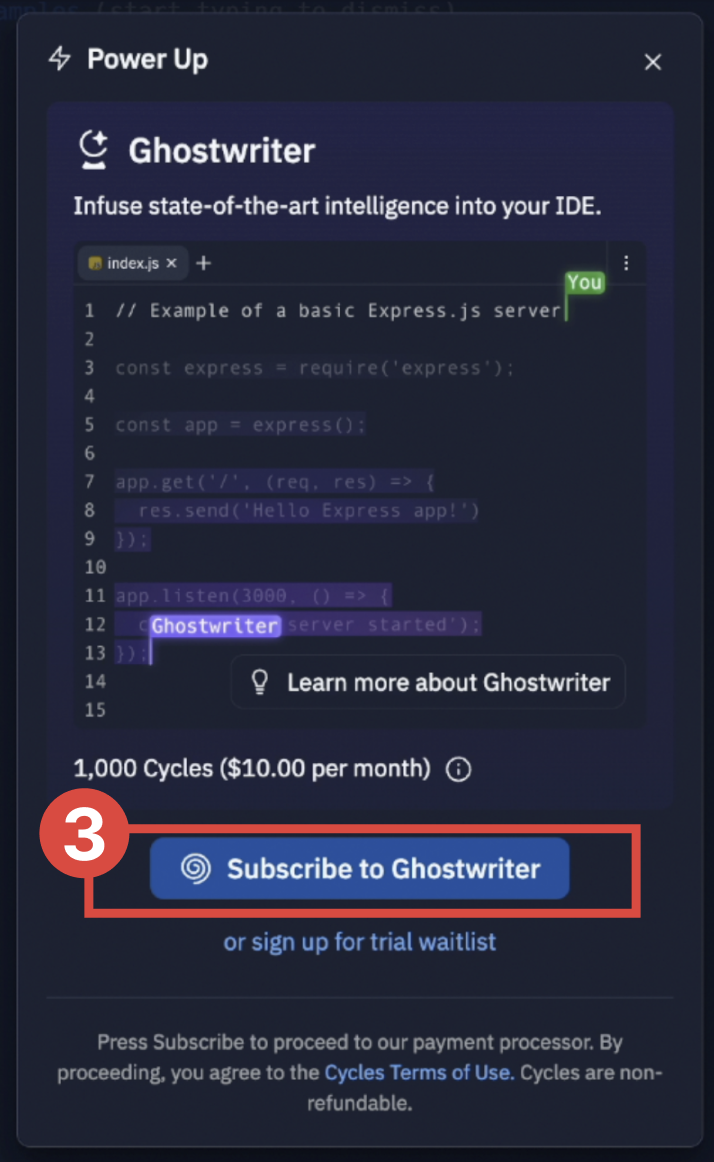 amples (start typing to dismiss)
Power Up
Ghostwriter
Infuse state-of-the-art intelligence into your IDE.
index.js
You
1 // Example of a basic Express.js server
2
3 const express = require('express');
4
5 const app = express();
6
7 app.get('/', (req, res) => {
8 res.send('Hello Express app!')
9 });
10
11 app.listen(3000, () => {
12 c Ghostwriter server started');
13 });
14
Learn more about Ghostwriter
15
1,000 Cycles ($10.00 per month)
3
Subscribe to Ghostwriter
or sign up for trial waitlist
Press Subscribe to proceed to our payment processor. By
proceeding, you agree to the Cycles Terms of Use. Cycles are non-
refundable.